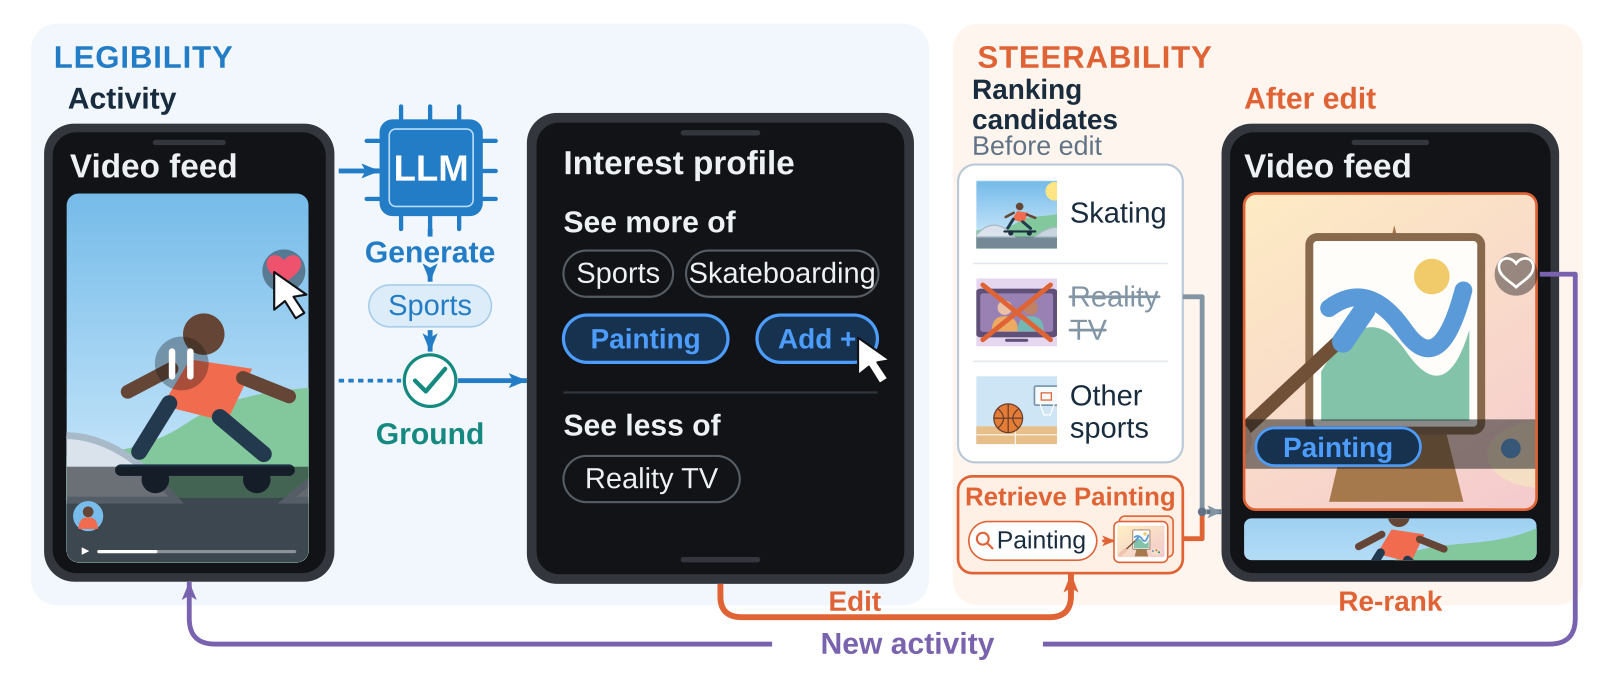 LEGIBILITY
Activity
Video feed
LLM
Generate
Sports
Ground
Interest profile
See more of
Sports
Skateboarding
Painting
Add +
See less of
Reality TV
STEERABILITY
Ranking
candidates
Before edit
Skating
Reality
TV
Other
sports
Retrieve Painting
Painting
After edit
Video feed
Painting
Re-rank
Edit
New activity